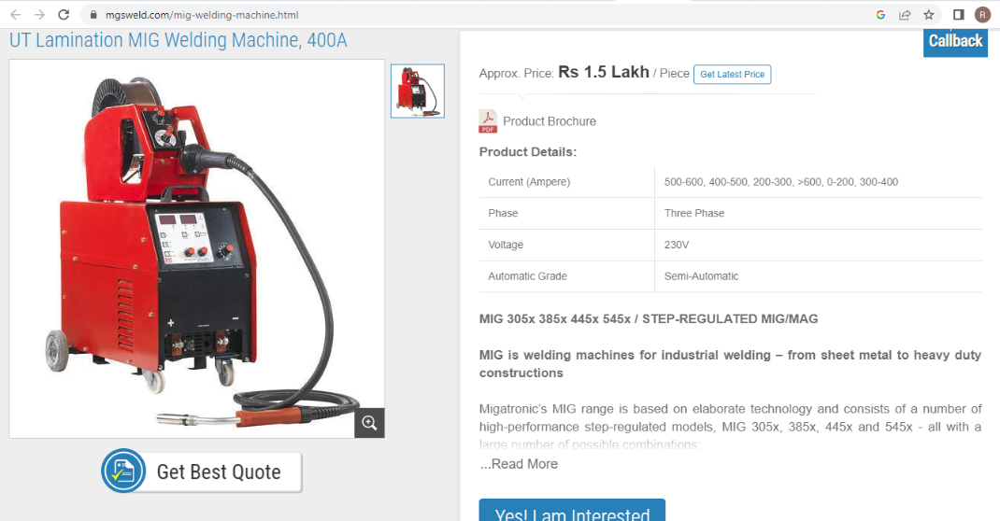 mgsweld.com/mig-welding-machine.html
G
R
UT Lamination MIG Welding Machine, 400A
Callback
Approx. Price: Rs 1.5 Lakh / Piece Get Latest Price
PDF
Product Brochure
Product Details:
Current (Ampere) 500-600, 400-500, 200-300, >600, 0-200, 300-400
Phase Three Phase
Voltage 230V
Automatic Grade Semi-Automatic
MIG 305x 385x 445x 545x / STEP-REGULATED MIG/MAG
MIG is welding machines for industrial welding – from sheet metal to heavy duty
constructions
Migatronic's MIG range is based on elaborate technology and consists of a number of
high-performance step-regulated models, MIG 305x, 385x, 445x and 545x - all with a
large number of possible combinations:
...Read More
Get Best Quote
Yes! I am Interested